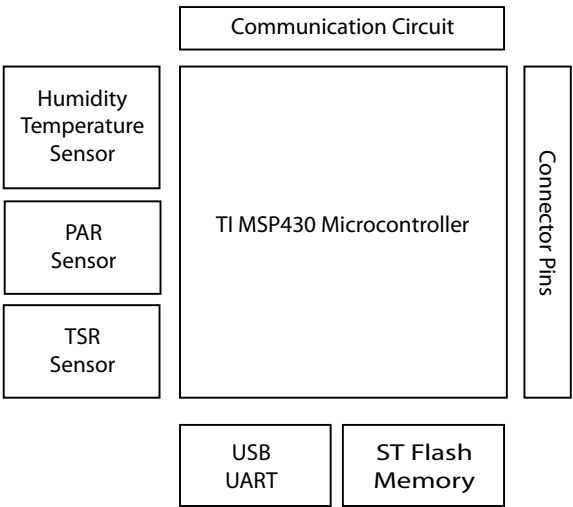 Communication Circuit
Humidity
Temperature
Sensor
PAR
Sensor
TSR
Sensor
TI MSP430 Microcontroller
Connector Pins
USB
UART
ST Flash
Memory